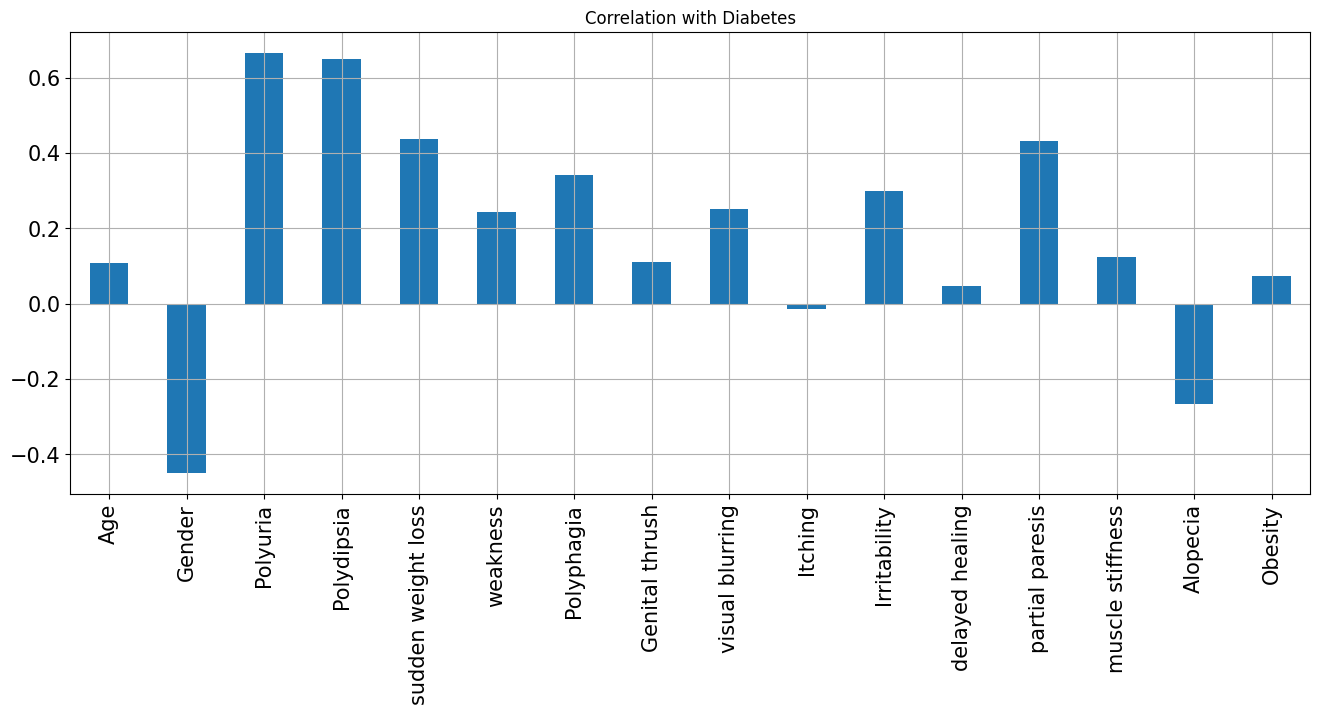 Correlation with Diabetes
0.6
0.4
0.2
0.0
−0.2
−0.4
Age
Gender
Polyuria
Polydipsia
sudden weight loss
weakness
Polyphagia
Genital thrush
visual blurring
Itching
Irritability
delayed healing
partial paresis
muscle stiffness
Alopecia
Obesity